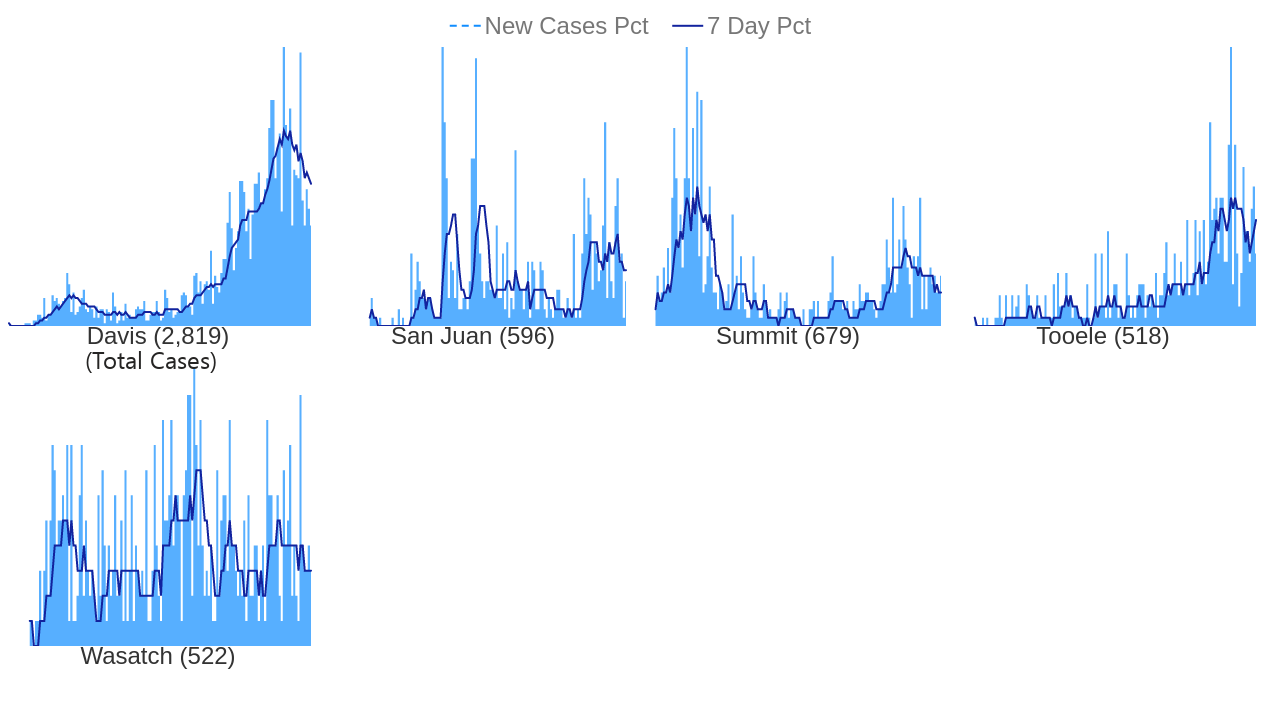 New Cases Pct 7 Day Pct
Davis (2,819)
(Total Cases)
San Juan (596)
Summit (679)
Tooele (518)
Wasatch (522)